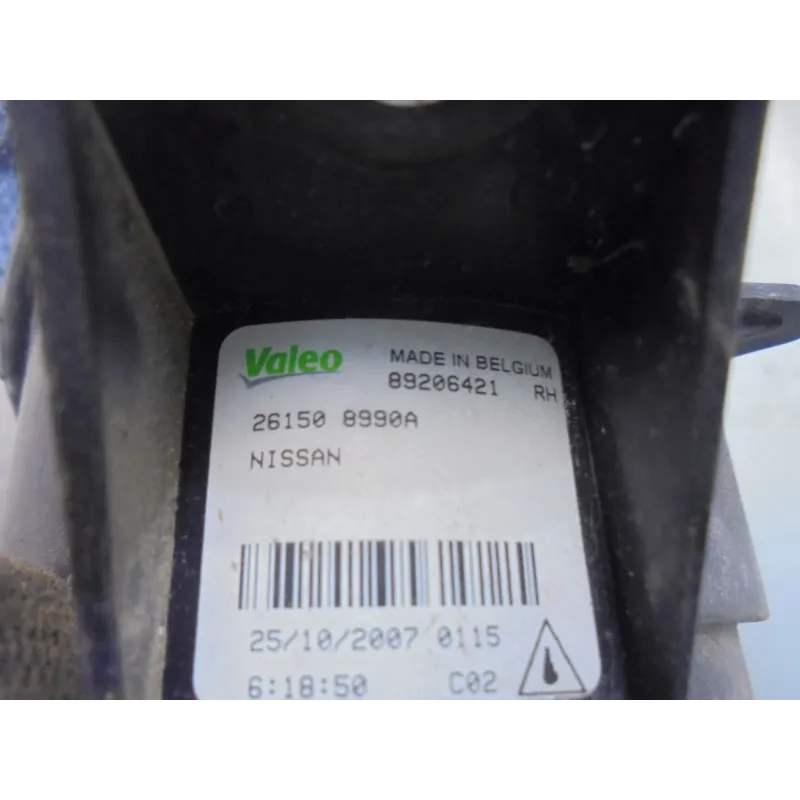 Valeo MADE IN BELGIUM
89206421 RH
26150 8990A
NISSAN
25/10/2007 0115
6:18:50 C02